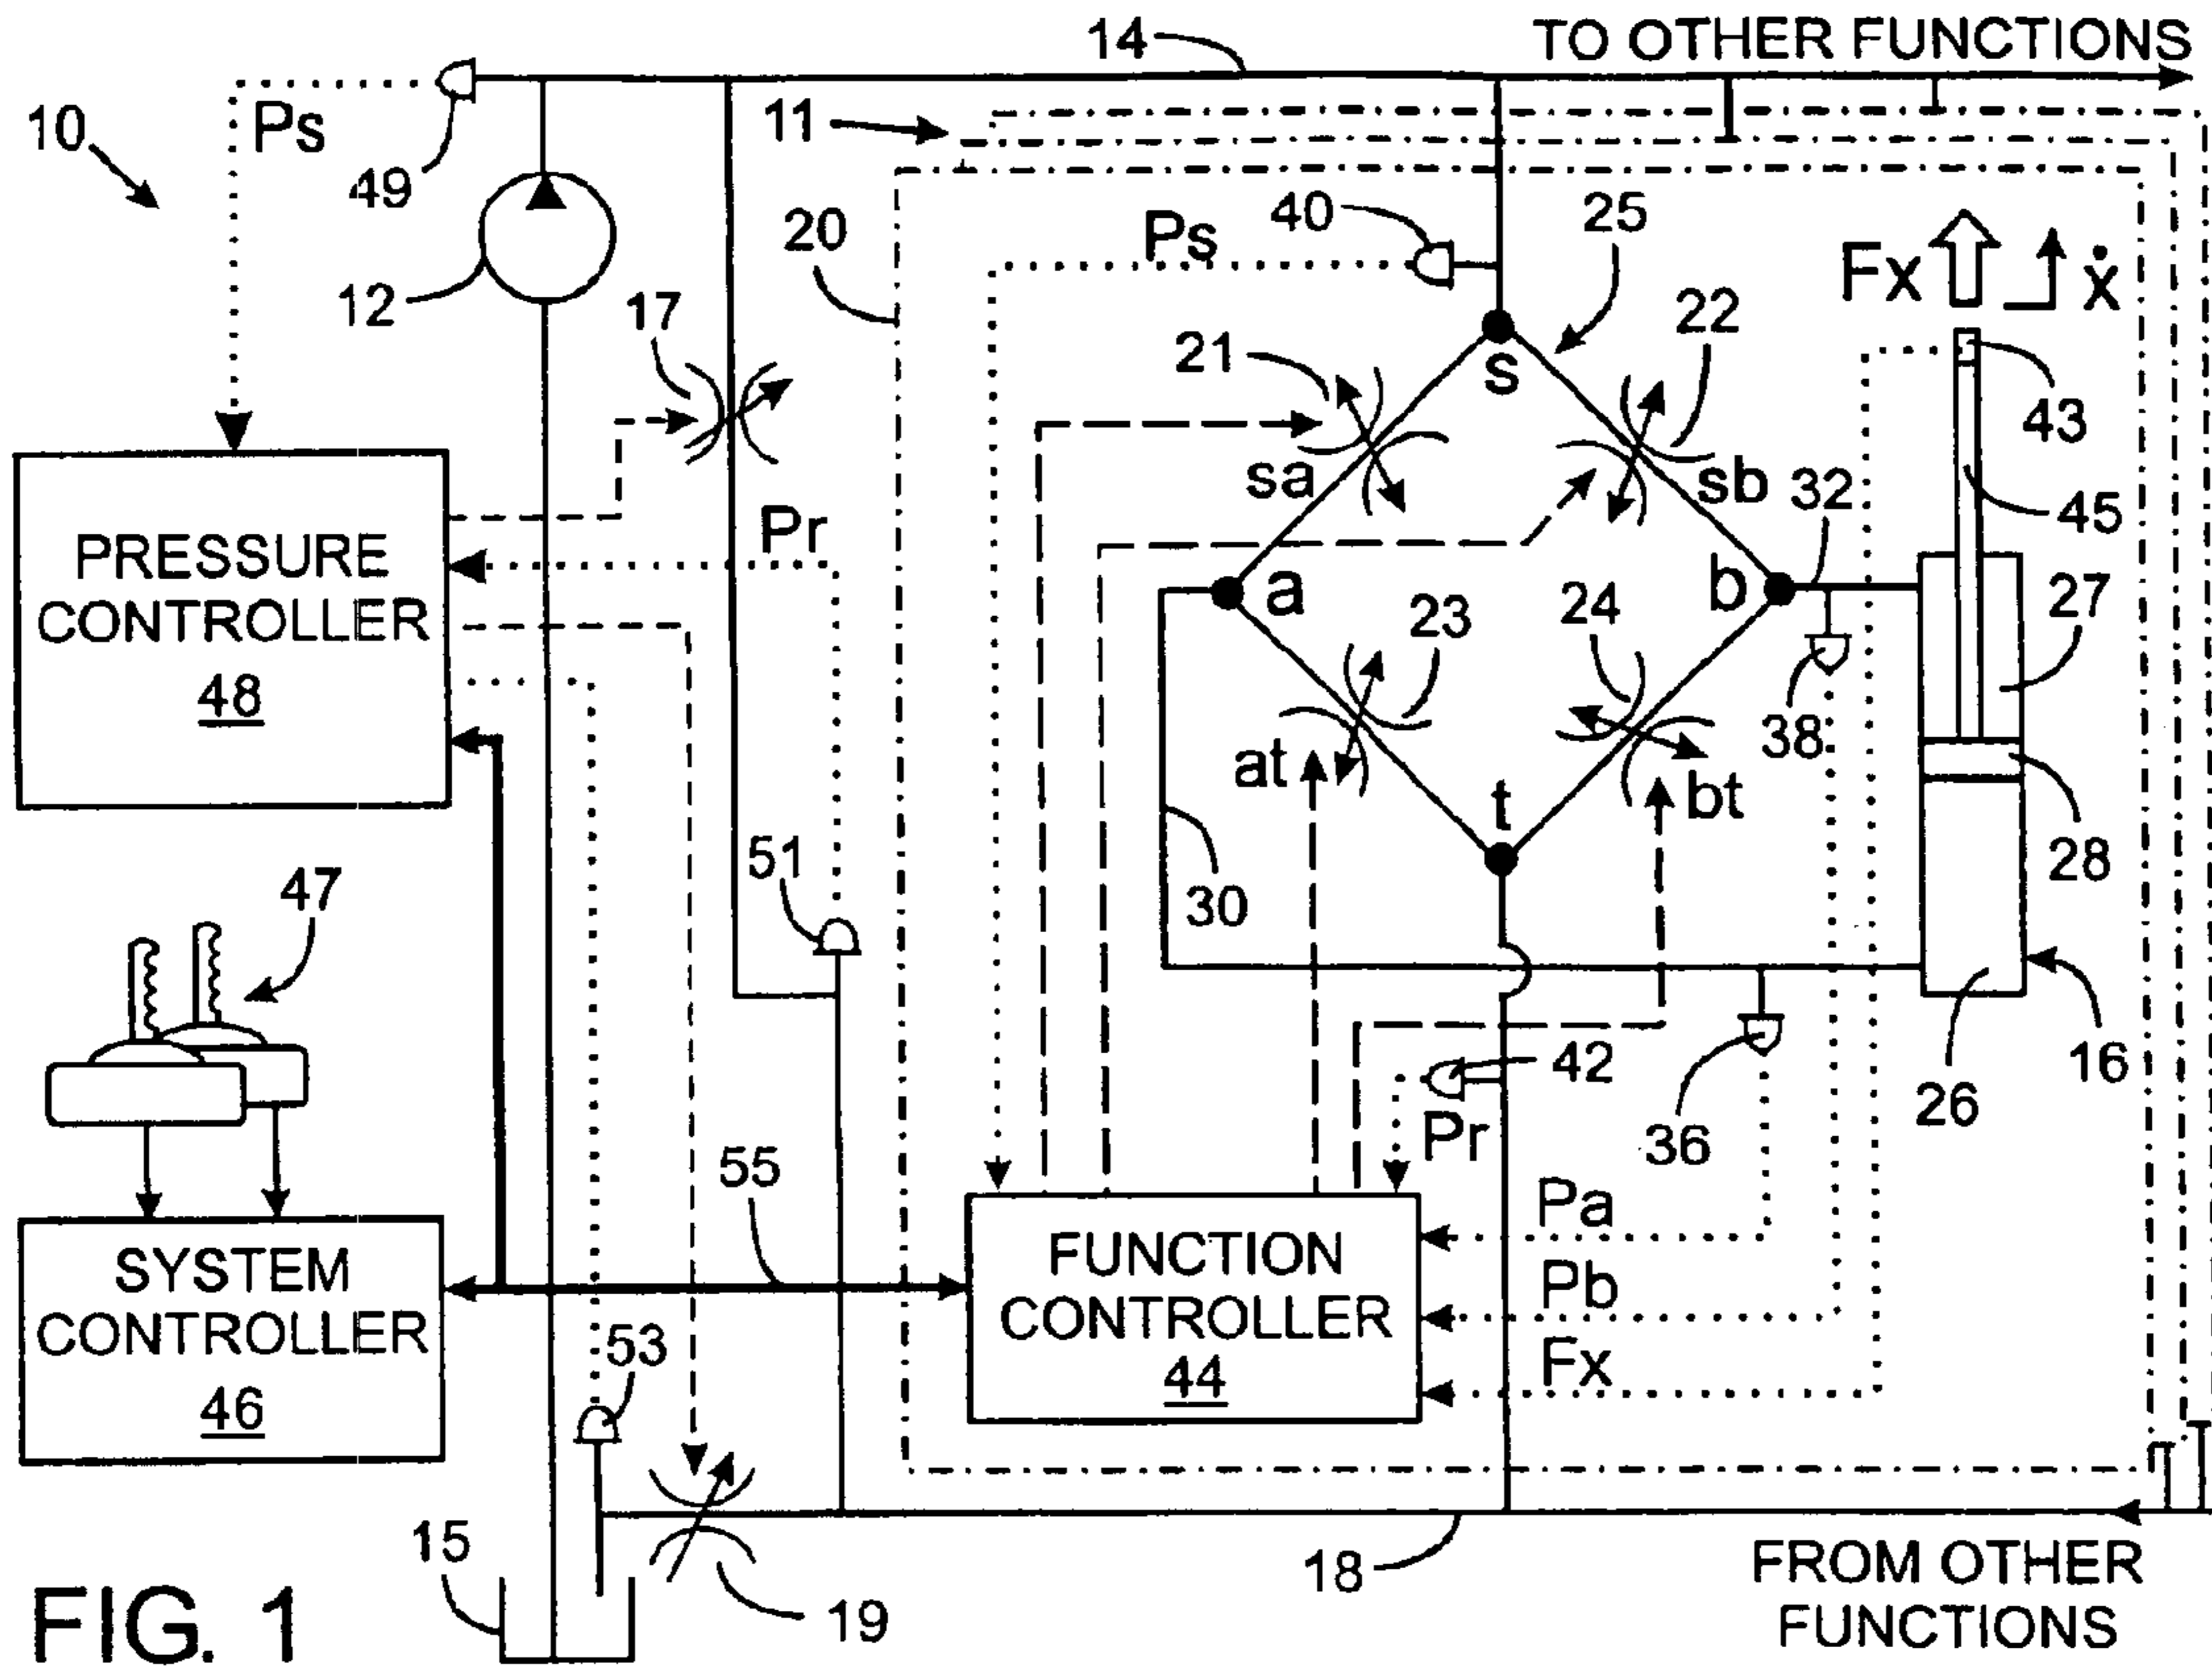 14
TO OTHER FUNCTIONS
10
Ps
49
11
12
20
Ps
40
25
Fx
ẋ
17
21
22
s
43
sa
sb
32
45
Pr
PRESSURE
CONTROLLER
48
a
b
27
23
24
38
at
bt
t
28
51
47
30
16
42
26
36
Pr
55
Pa
SYSTEM
CONTROLLER
46
FUNCTION
CONTROLLER
44
Pb
53
Fx
15
18
FROM OTHER
FUNCTIONS
19
FIG. 1